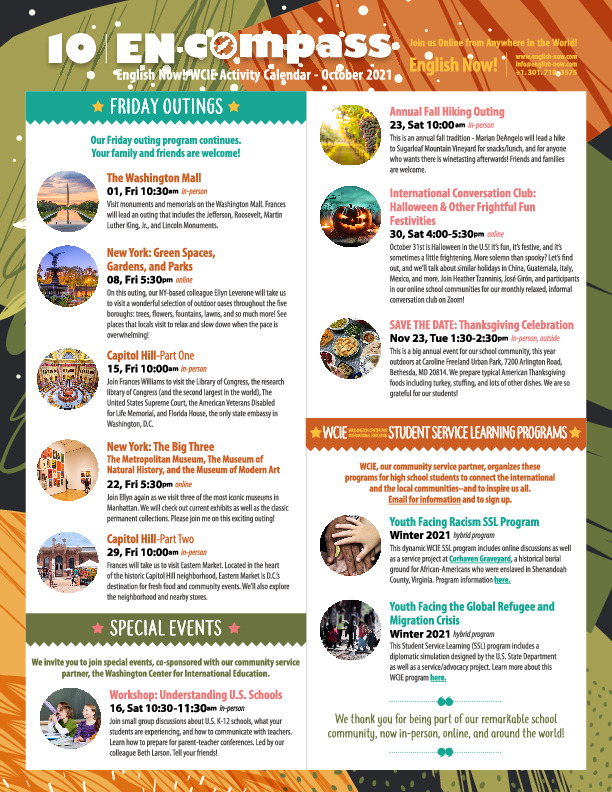 10 | EN-compass
English Now! WCIE Activity Calendar - October 2021
Join us Online from Anywhere in the World!
English Now!
www.english-now.com
info@english-now.com
+1.301.718.3575
FRIDAY OUTINGS
Our Friday outing program continues.
Your family and friends are welcome!
The Washington Mall
01, Fri 10:30am in-person
Visit monuments and memorials on the Washington Mall. Frances
will lead an outing that includes the Jefferson, Roosevelt, Martin
Luther King, Jr., and Lincoln Monuments.
New York: Green Spaces,
Gardens, and Parks
08, Fri 5:30pm online
On this outing, our NY-based colleague Ellyn Leverone will take us
to visit a wonderful selection of outdoor oases throughout the five
boroughs: trees, flowers, fountains, lawns, and so much more! See
places that locals visit to relax and slow down when the pace is
overwhelming!
Capitol Hill-Part One
15, Fri 10:00am in-person
Join Frances Williams to visit the Library of Congress, the research
library of Congress (and the second largest in the world), The
United States Supreme Court, the American Veterans Disabled
for Life Memorial, and Florida House, the only state embassy in
Washington, D.C.
New York: The Big Three
The Metropolitan Museum, The Museum of
Natural History, and the Museum of Modern Art
22, Fri 5:30pm online
Join Ellyn again as we visit three of the most iconic museums in
Manhattan. We will check out current exhibits as well as the classic
permanent collections. Please join me on this exciting outing!
Capitol Hill-Part Two
29, Fri 10:00am in-person
Frances will take us to visit Eastern Market. Located in the heart
of the historic Capitol Hill neighborhood, Eastern Market is D.C.'s
destination for fresh food and community events. We'll also explore
the neighborhood and nearby stores.
SPECIAL EVENTS
We invite you to join special events, co-sponsored with our community service
partner, the Washington Center for International Education.
Workshop: Understanding U.S. Schools
16, Sat 10:30-11:30am in-person
Join small group discussions about U.S. K-12 schools, what your
students are experiencing, and how to communicate with teachers.
Learn how to prepare for parent-teacher conferences. Led by our
colleague Beth Larson. Tell your friends!
Annual Fall Hiking Outing
23, Sat 10:00am in-person
This is an annual fall tradition - Marian DeAngelo will lead a hike
to Sugarloaf Mountain Vineyard for snacks/lunch, and for anyone
who wants there is winetasting afterwards! Friends and families
are welcome.
International Conversation Club:
Halloween & Other Frightful Fun
Festivities
30, Sat 4:00-5:30pm online
October 31st is Halloween in the U.S! It's fun, it's festive, and it's
sometimes a little frightening. More solemn than spooky? Let's find
out, and we'll talk about similar holidays in China, Guatemala, Italy,
Mexico, and more. Join Heather Tzanninis, José Girón, and participants
in our online school communities for our monthly relaxed, informal
conversation club on Zoom!
SAVE THE DATE: Thanksgiving Celebration
Nov 23, Tue 1:30-2:30pm in-person, outside
This is a big annual event for our school community, this year
outdoors at Caroline Freeland Urban Park, 7200 Arlington Road,
Bethesda, MD 20814. We prepare typical American Thanksgiving
foods including turkey, stuffing, and lots of other dishes. We are so
grateful for our students!
WCIE WASHINGTON CENTER FOR INTERNATIONAL EDUCATION STUDENT SERVICE LEARNING PROGRAMS
WCIE, our community service partner, organizes these
programs for high school students to connect the international
and the local communities–and to inspire us all.
Email for information and to sign up.
Youth Facing Racism SSL Program
Winter 2021 hybrid program
This dynamic WCIE SSL program includes online discussions as well
as a service project at Corhaven Graveyard, a historical burial
ground for African-Americans who were enslaved in Shenandoah
County, Virginia. Program information here.
Youth Facing the Global Refugee and
Migration Crisis
Winter 2021 hybrid program
This Student Service Learning (SSL) program includes a
diplomatic simulation designed by the U.S. State Department
as well as a service/advocacy project. Learn more about this
WCIE program here.
We thank you for being part of our remarkable school
community, now in-person, online, and around the world!